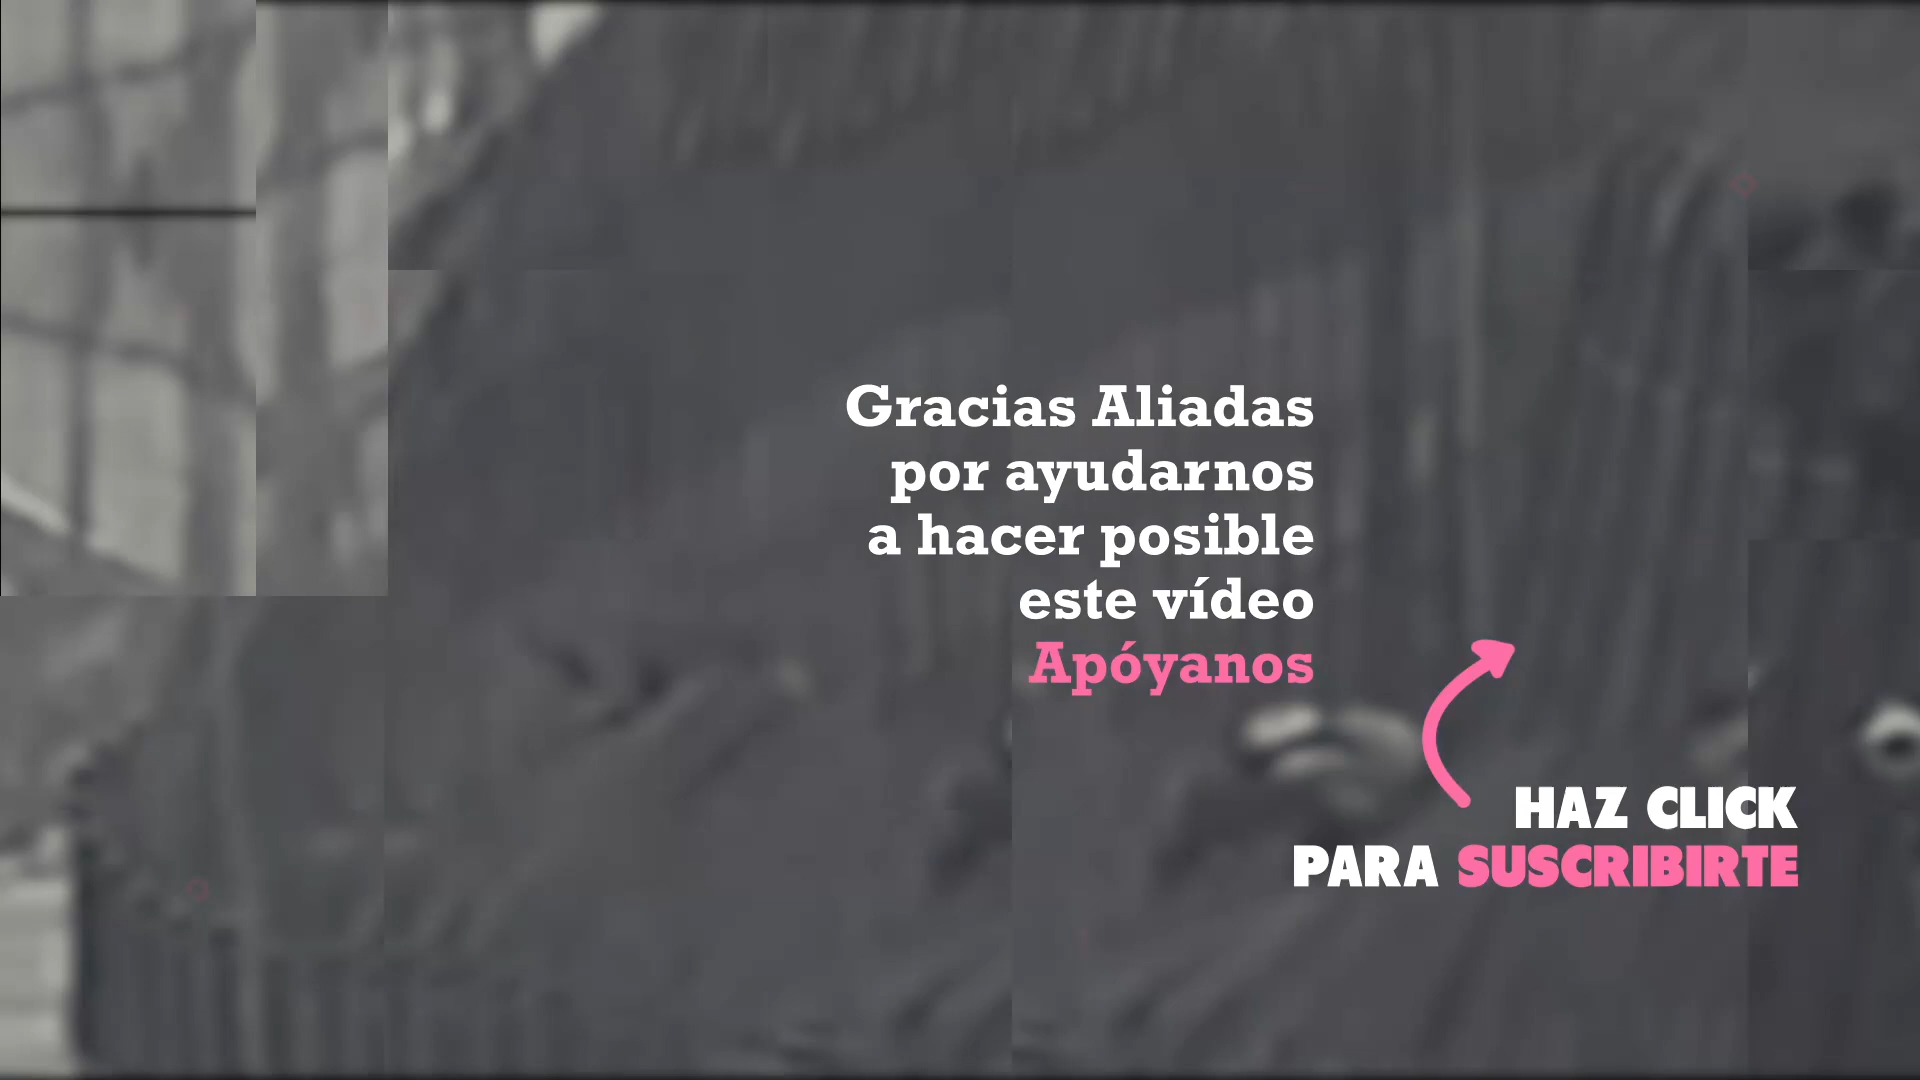 Gracias Aliadas
por ayudarnos
a hacer posible
este vídeo
Apóyanos
HAZ CLICK
PARA SUSCRIBIRTE